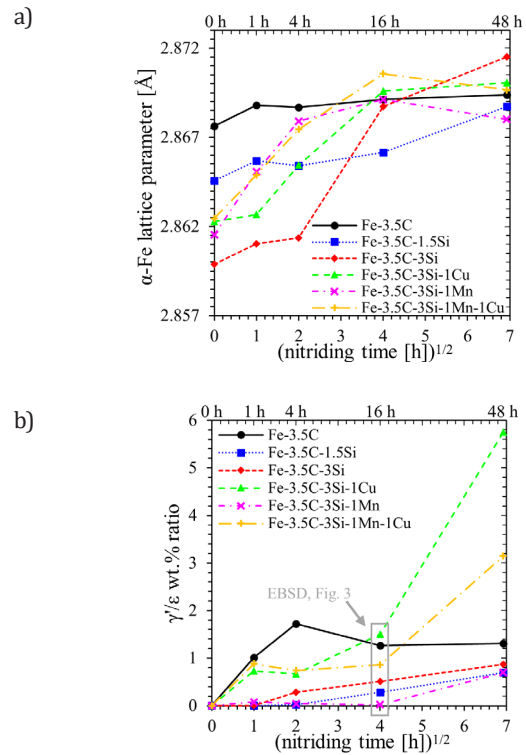 a)
0 h 1 h 4 h 16 h 48 h
2.872
2.867
2.862
2.857
α-Fe lattice parameter [Å]
Fe-3.5C
Fe-3.5C-1.5Si
Fe-3.5C-3Si
Fe-3.5C-3Si-1Cu
Fe-3.5C-3Si-1Mn
Fe-3.5C-3Si-1Mn-1Cu
0 1 2 3 4 5 6 7
(nitriding time [h])1/2
b)
0 h 1 h 4 h 16 h 48 h
6
5
4
3
2
1
0
γ'/ε wt.% ratio
Fe-3.5C
Fe-3.5C-1.5Si
Fe-3.5C-3Si
Fe-3.5C-3Si-1Cu
Fe-3.5C-3Si-1Mn
Fe-3.5C-3Si-1Mn-1Cu
EBSD, Fig. 3
0 1 2 3 4 5 6 7
(nitriding time [h])1/2